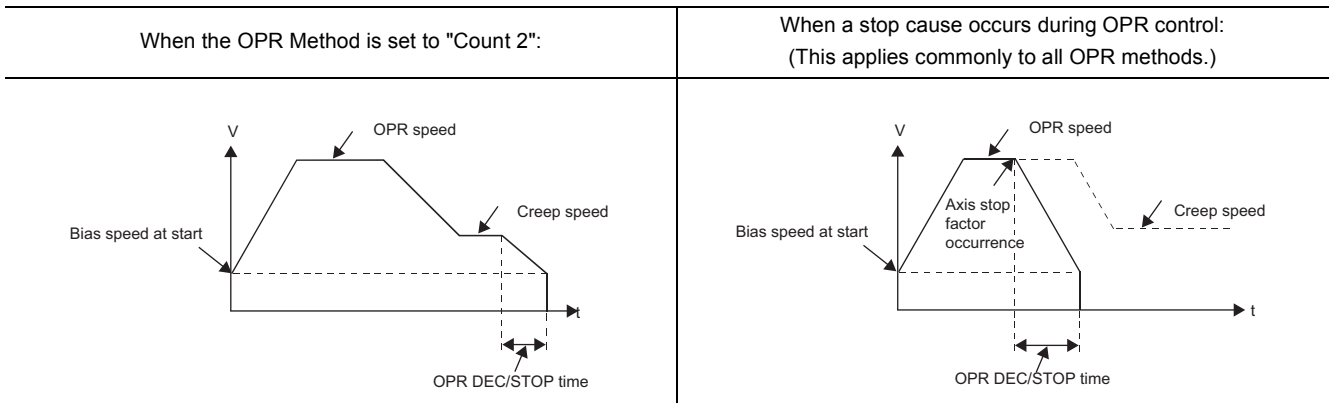 When the OPR Method is set to "Count 2":
When a stop cause occurs during OPR control:
(This applies commonly to all OPR methods.)
V
OPR speed
Creep speed
Bias speed at start
t
OPR DEC/STOP time
V
OPR speed
Axis stop
factor
occurrence
Creep speed
Bias speed at start
t
OPR DEC/STOP time